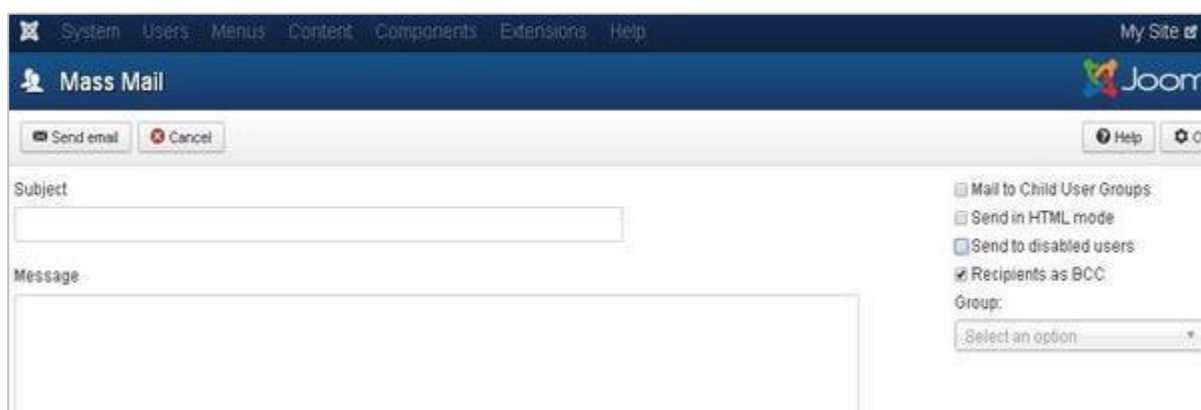 System Users Menus Content Components Extensions Help My Site
Mass Mail Joom
Send email Cancel Help
Subject
Mail to Child User Groups
Send in HTML mode
Send to disabled users
Message
Recipients as BCC
Group:
Select an option